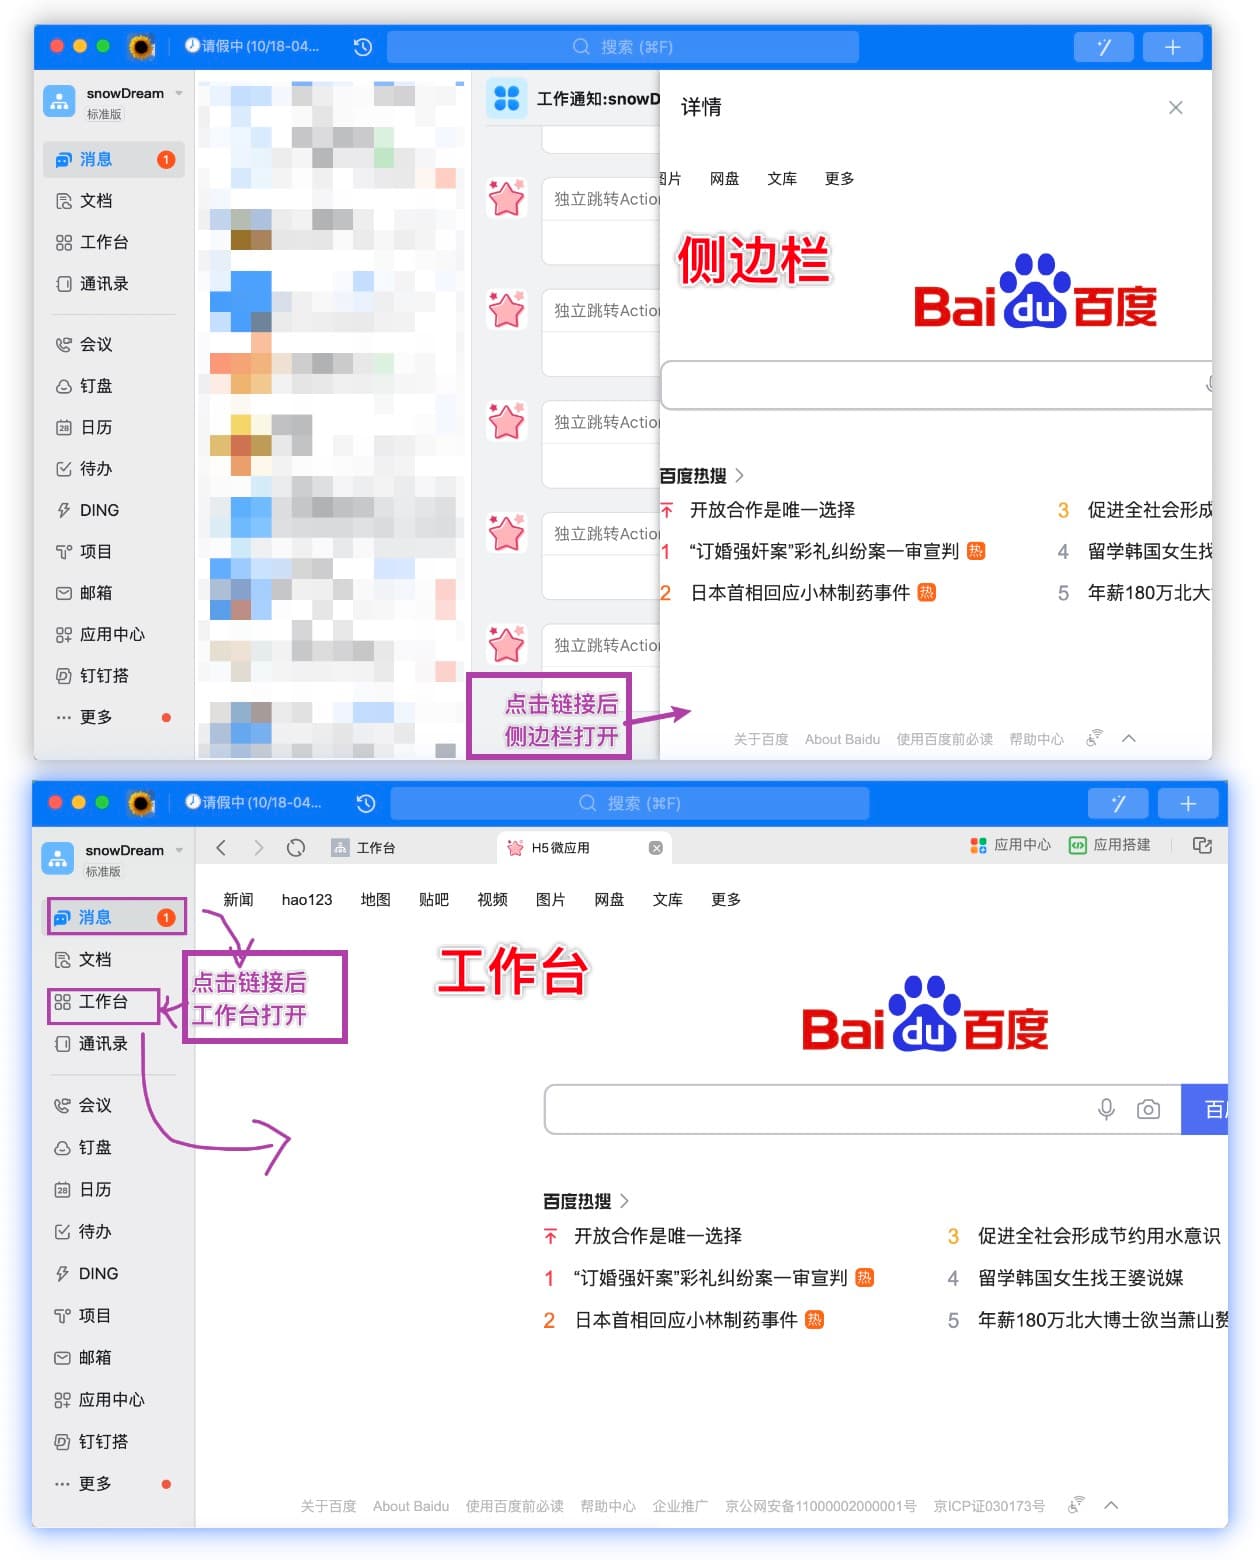 请假中 (10/18-04...
搜索 (⌘F)
snowDream
标准版
消息
1
文档
工作台
通讯录
会议
钉盘
28
日历
待办
DING
项目
邮箱
应用中心
钉钉搭
更多
工作通知:snowD
独立跳转Action
独立跳转Action
独立跳转Action
独立跳转Action
独立跳转Action
点击链接后
侧边栏打开
详情
图片 网盘 文库 更多
侧边栏
Bai du 百度
百度热搜
开放合作是唯一选择
1 “订婚强奸案”彩礼纠纷案一审宣判 热
2 日本首相回应小林制药事件 热
3 促进全社会形成
4 留学韩国女生找
5 年薪180万北大
关于百度 About Baidu 使用百度前必读 帮助中心
请假中 (10/18-04...
搜索 (⌘F)
snowDream
标准版
消息
1
文档
工作台
通讯录
会议
钉盘
28
日历
待办
DING
项目
邮箱
应用中心
钉钉搭
更多
工作台
H5微应用
应用中心
应用搭建
新闻 hao123 地图 贴吧 视频 图片 网盘 文库 更多
点击链接后
工作台打开
工作台
Bai du 百度
百度热搜
开放合作是唯一选择
1 “订婚强奸案”彩礼纠纷案一审宣判 热
2 日本首相回应小林制药事件 热
3 促进全社会形成节约用水意识
4 留学韩国女生找王婆说媒
5 年薪180万北大博士欲当萧山赘
关于百度 About Baidu 使用百度前必读 帮助中心 企业推广 京公网安备11000002000001号 京ICP证030173号